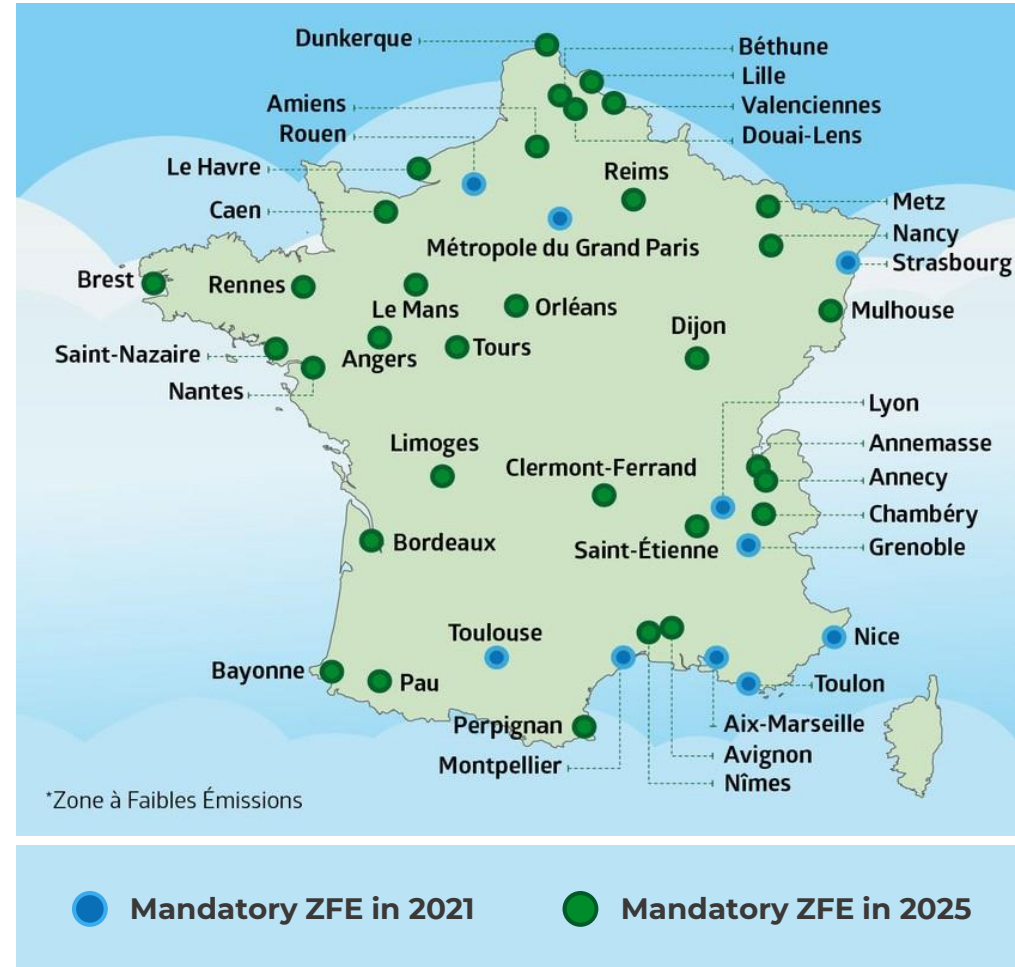 Dunkerque
Béthune
Lille
Amiens
Valenciennes
Rouen
Douai-Lens
Le Havre
Reims
Caen
Metz
Métropole du Grand Paris
Nancy
Strasbourg
Brest
Rennes
Le Mans
Orléans
Mulhouse
Dijon
Saint-Nazaire
Angers
Tours
Nantes
Lyon
Limoges
Annemasse
Clermont-Ferrand
Annecy
Chambéry
Bordeaux
Saint-Étienne
Grenoble
Toulouse
Nice
Bayonne
Pau
Toulon
Perpignan
Aix-Marseille
Montpellier
Avignon
Nîmes
*Zone à Faibles Émissions
Mandatory ZFE in 2021
Mandatory ZFE in 2025